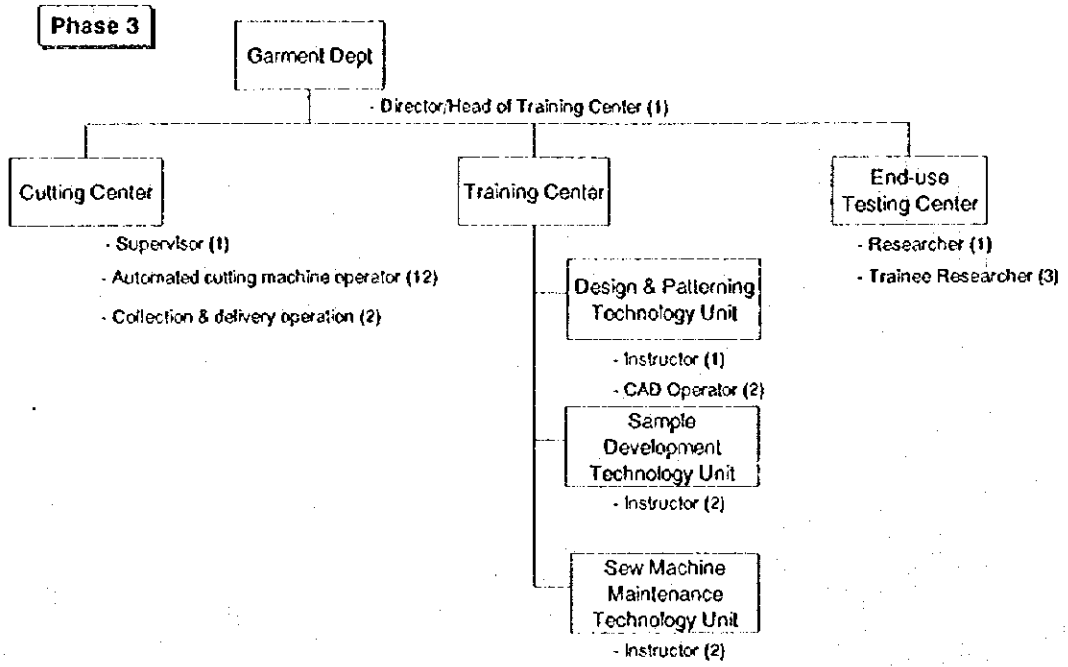 Phase 3
Garment Dept
- Director/Head of Training Center (1)
Cutting Center
- Supervisor (1)
- Automated cutting machine operator (12)
- Collection & delivery operation (2)
Training Center
Design & Patterning
Technology Unit
- Instructor (1)
- CAD Operator (2)
Sample
Development
Technology Unit
- Instructor (2)
Sew Machine
Maintenance
Technology Unit
- Instructor (2)
End-use
Testing Center
- Researcher (1)
- Trainee Researcher (3)